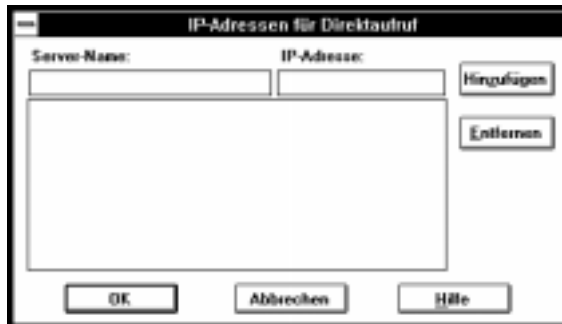 IP-Adressen für Direktaufruf
Server-Name: IP-Adresse:
Hinzufügen
Entfernen
OK Abbrechen Hilfe